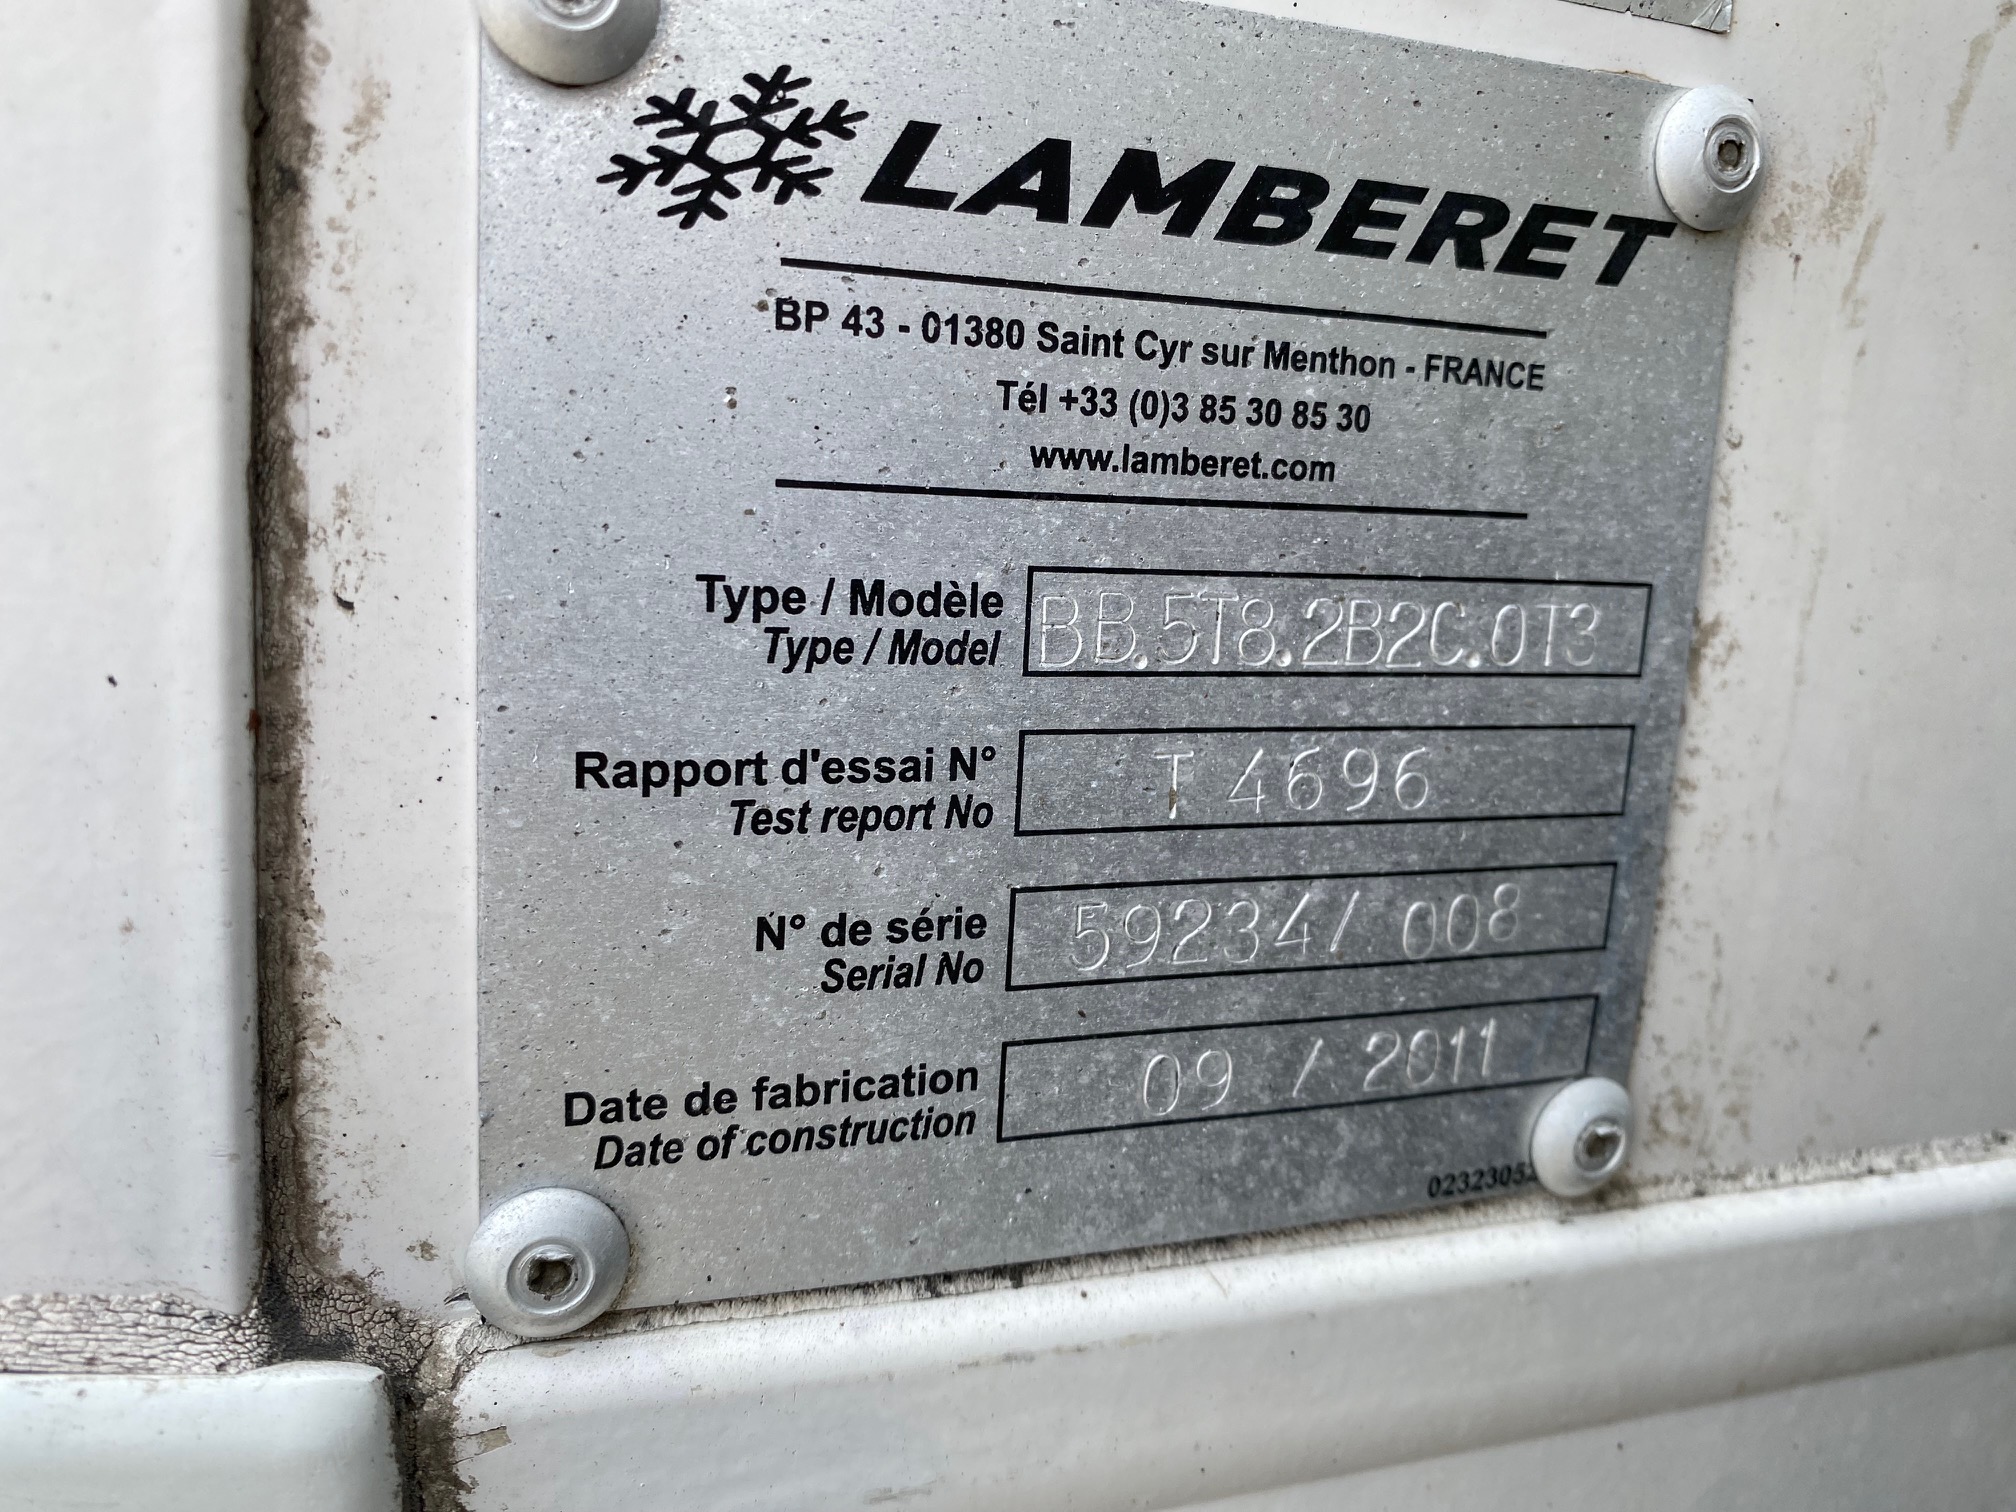 LAMBERET
BP 43 - 01380 Saint Cyr sur Menthon - FRANCE
Tél +33 (0)3 85 30 85 30
www.lamberet.com
Type / Modèle
Type / Model
BB.5T8.2B2C.0T3
Rapport d'essai N°
Test report No
T 4696
N° de série
Serial No
59234/ 008
Date de fabrication
Date of construction
09 / 2011